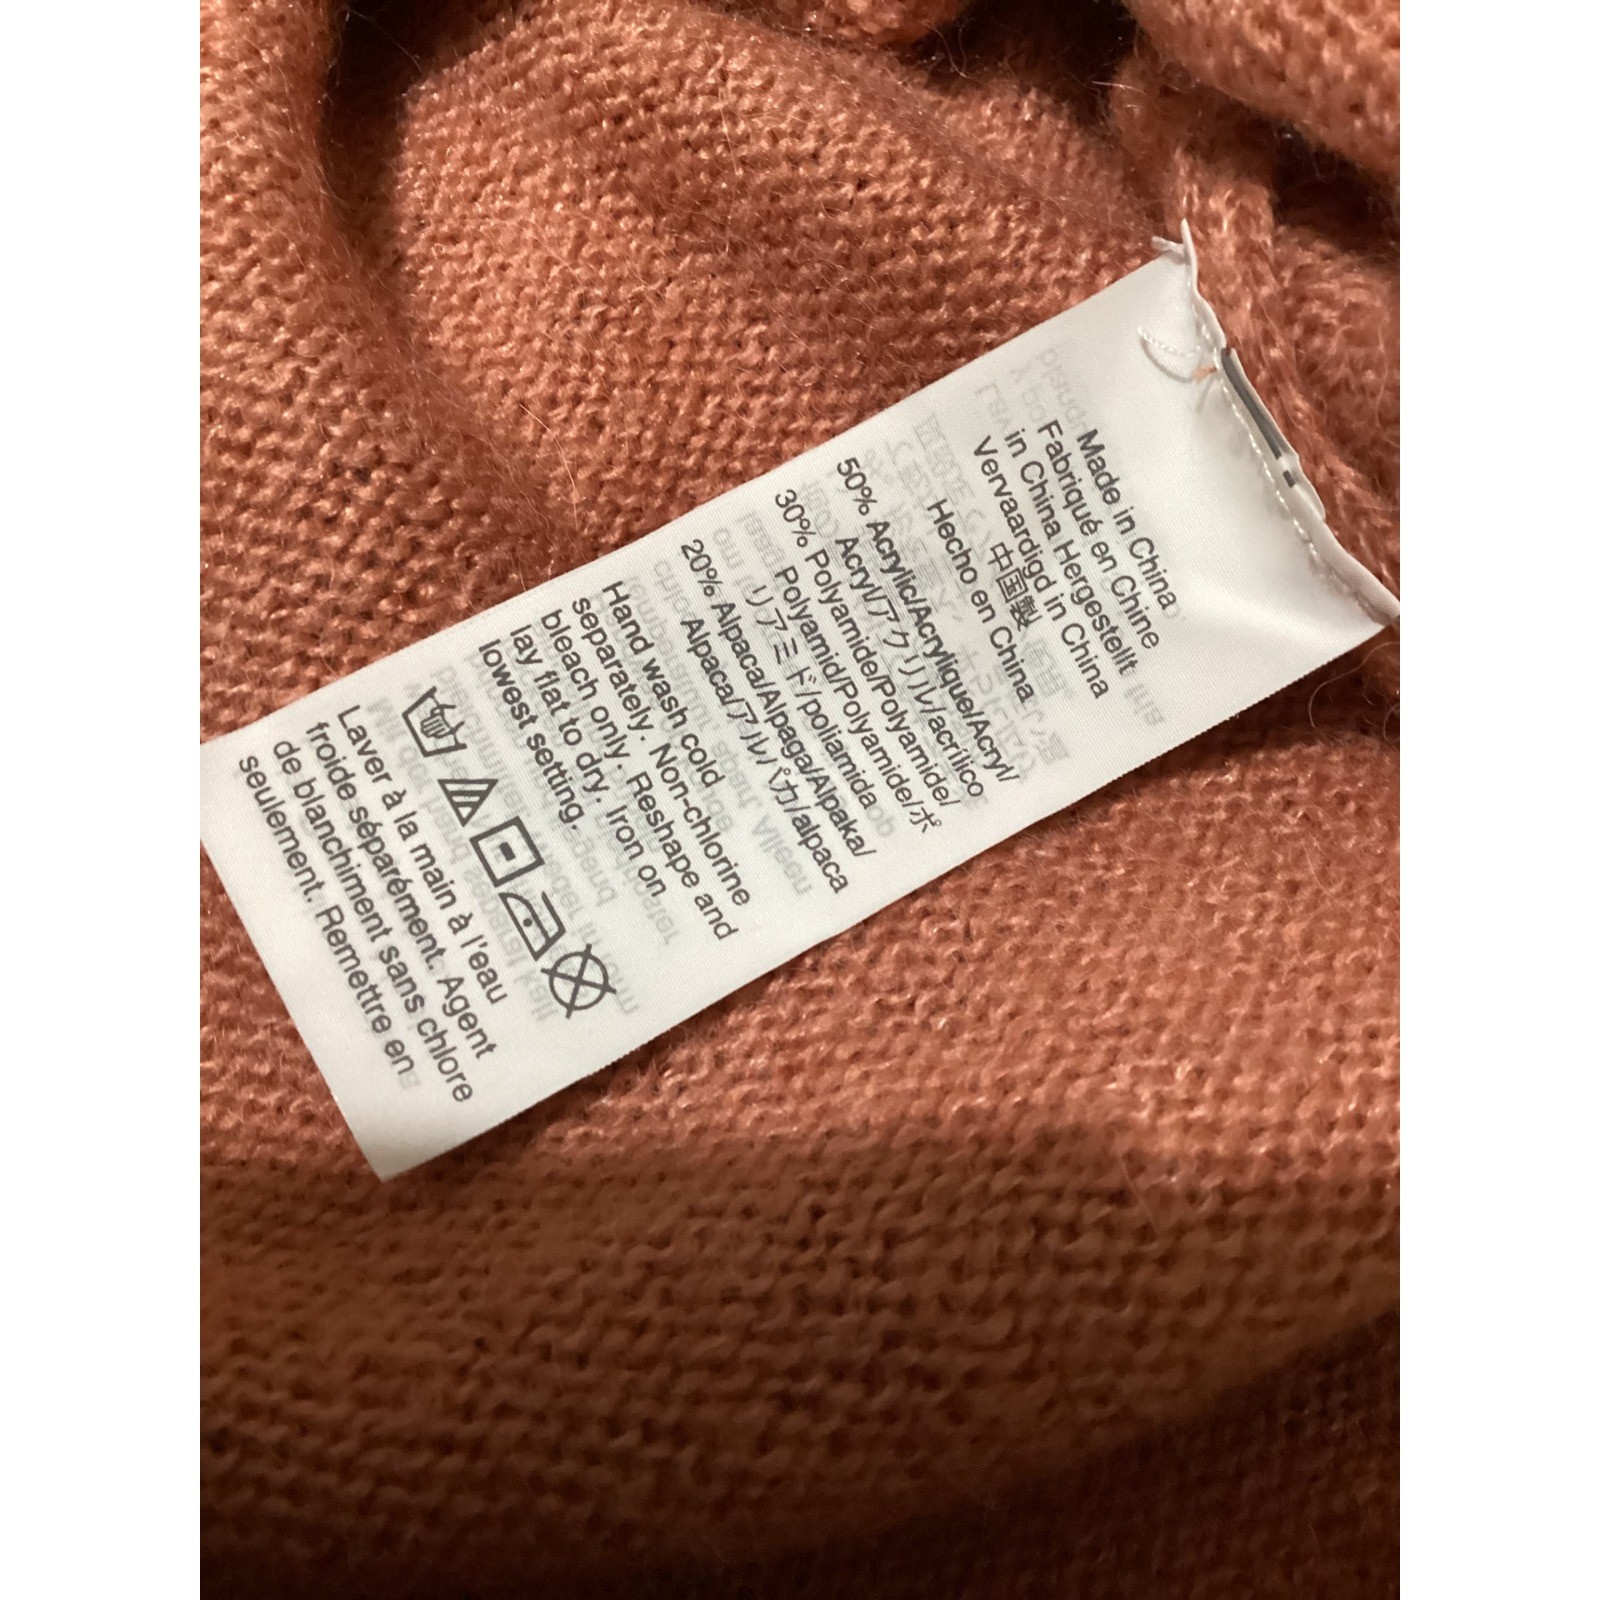 Made in China
Fabriqué en Chine
in China Hergestellt
Vervaardigd in China
中国製
Hecho en China
50% Acrylic/Acrylique/Acryl/
Acryl/アクリル/acrílico
30% Polyamide/Polyamide/
Polyamid/Polyamide/ポ
リアミド/poliamida
20% Alpaca/Alpaga/Alpaka/
Alpaca/アルパカ/alpaca
Hand wash cold
separately. Non-chlorine
bleach only. Reshape and
lay flat to dry. Iron on
lowest setting.
Laver à la main à l'eau
froide séparément. Agent
de blanchiment sans chlore
seulement. Remettre en